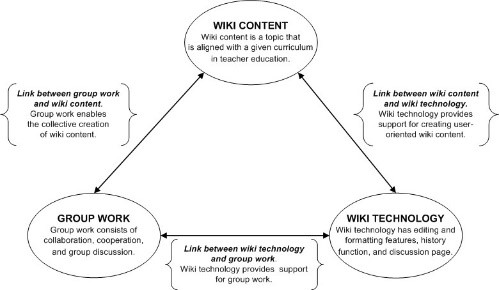 WIKI CONTENT
Wiki content is a topic that
is aligned with a given curriculum
in teacher education.
Link between group work
and wiki content.
Group work enables
the collective creation
of wiki content.
Link between wiki content
and wiki technology.
Wiki technology provides
support for creating user-
oriented wiki content.
GROUP WORK
Group work consists of
collaboration, cooperation,
and group discussion.
WIKI TECHNOLOGY
Wiki technology has editing and
formatting features, history
function, and discussion page.
Link between wiki technology
and group work.
Wiki technology provides support
for group work.